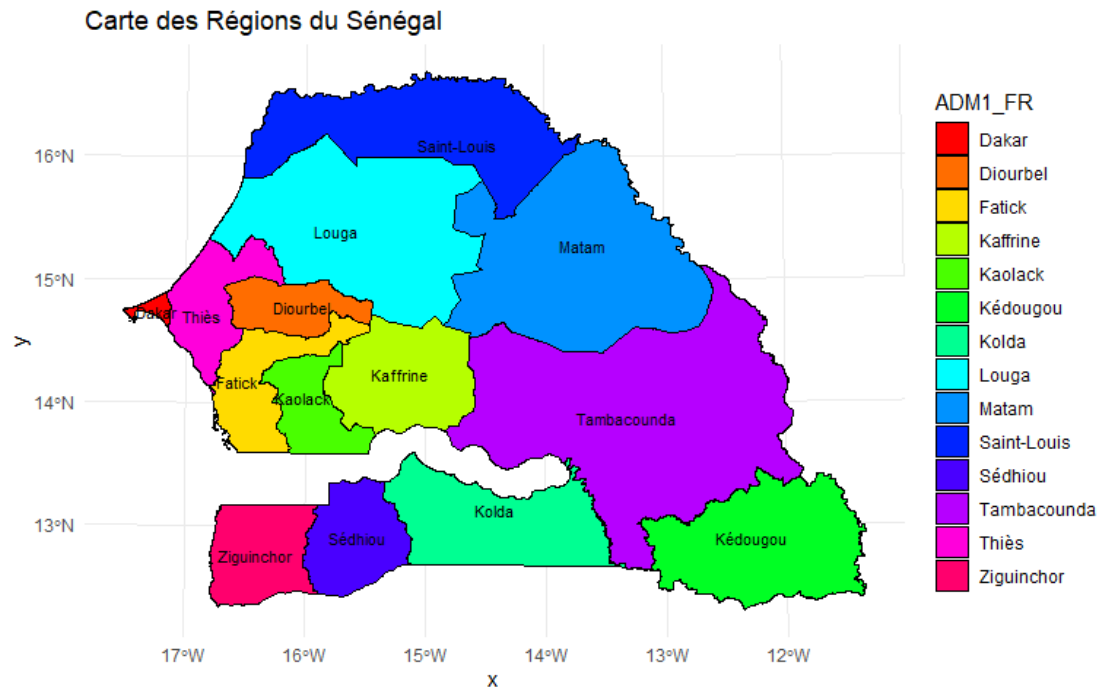 Carte des Régions du Sénégal
16°N
15°N
14°N
13°N
y
Saint-Louis
Louga
Matam
Dakar
Thiès
Diourbel
Fatick
Kaolack
Kaffrine
Tambacounda
Kolda
Sédhiou
Ziguinchor
Kédougou
17°W
16°W
15°W
14°W
13°W
12°W
x
ADM1_FR
Dakar
Diourbel
Fatick
Kaffrine
Kaolack
Kédougou
Kolda
Louga
Matam
Saint-Louis
Sédhiou
Tambacounda
Thiès
Ziguinchor